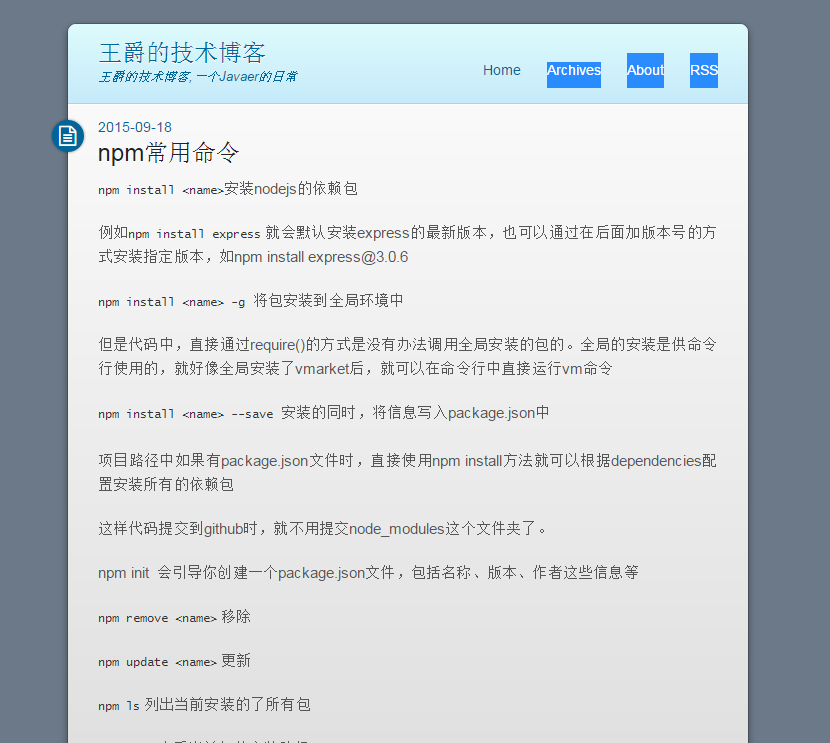 王爵的技术博客
王爵的技术博客, 一个Javaer的日常
Home Archives About RSS
2015-09-18
npm常用命令
npm install <name>安装nodejs的依赖包
例如npm install express 就会默认安装express的最新版本，也可以通过在后面加版本号的方
式安装指定版本，如npm install express@3.0.6
npm install <name> -g 将包安装到全局环境中
但是代码中，直接通过require()的方式是没有办法调用全局安装的包的。全局的安装是供命令
行使用的，就好像全局安装了vmarket后，就可以在命令行中直接运行vm命令
npm install <name> --save 安装的同时，将信息写入package.json中
项目路径中如果有package.json文件时，直接使用npm install方法就可以根据dependencies配
置安装所有的依赖包
这样代码提交到github时，就不用提交node_modules这个文件夹了。
npm init 会引导你创建一个package.json文件，包括名称、版本、作者这些信息等
npm remove <name> 移除
npm update <name> 更新
npm ls 列出当前安装的了所有包